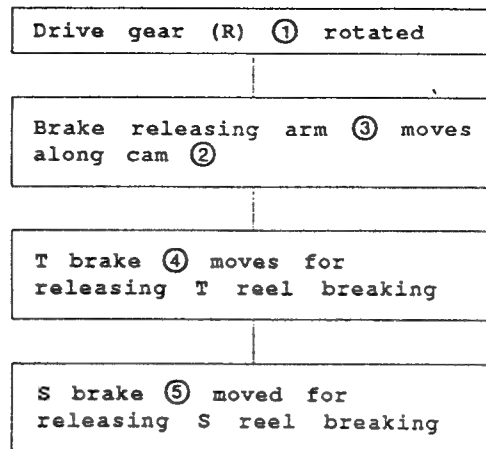 Drive gear (R) ① rotated
Brake releasing arm ③ moves
along cam ②
T brake ④ moves for
releasing T reel breaking
S brake ⑤ moved for
releasing S reel breaking